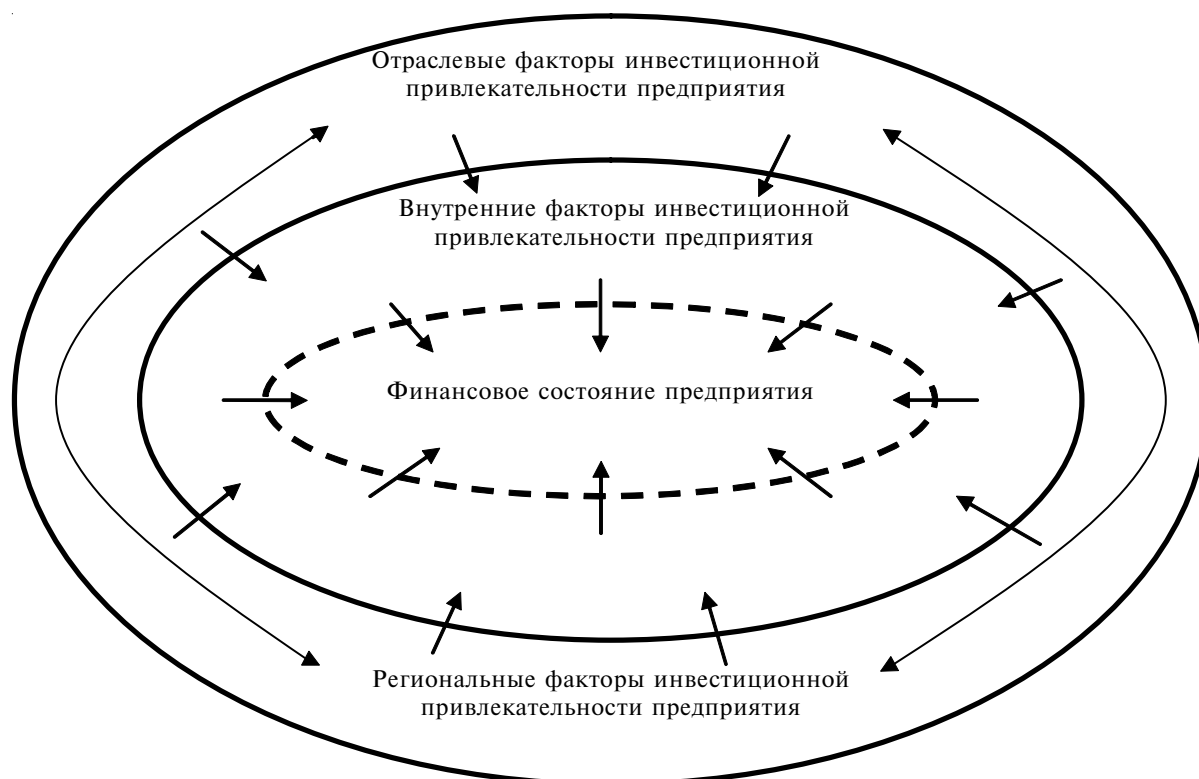 Отраслевые факторы инвестиционной
привлекательности предприятия
Внутренние факторы инвестиционной
привлекательности предприятия
Финансовое состояние предприятия
Региональные факторы инвестиционной
привлекательности предприятия